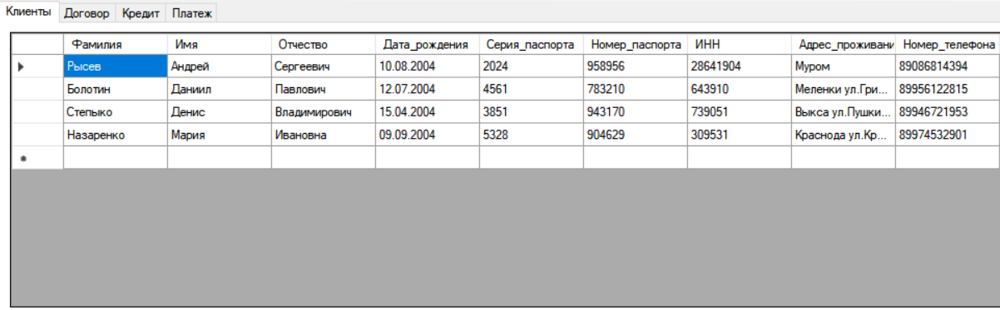 Клиенты Договор Кредит Платеж
Фамилия Имя Отчество Дата_рождения Серия_паспорта Номер_паспорта ИНН Адрес_проживани Номер_телефона
Рысев Андрей Сергеевич 10.08.2004 2024 958956 28641904 Муром 89086814394
Болотин Даниил Павлович 12.07.2004 4561 783210 643910 Меленки ул.Гри... 89956122815
Степыко Денис Владимирович 15.04.2004 3851 943170 739051 Выкса ул.Пушки... 89946721953
Назаренко Мария Ивановна 09.09.2004 5328 904629 309531 Краснода ул.Кр... 89974532901